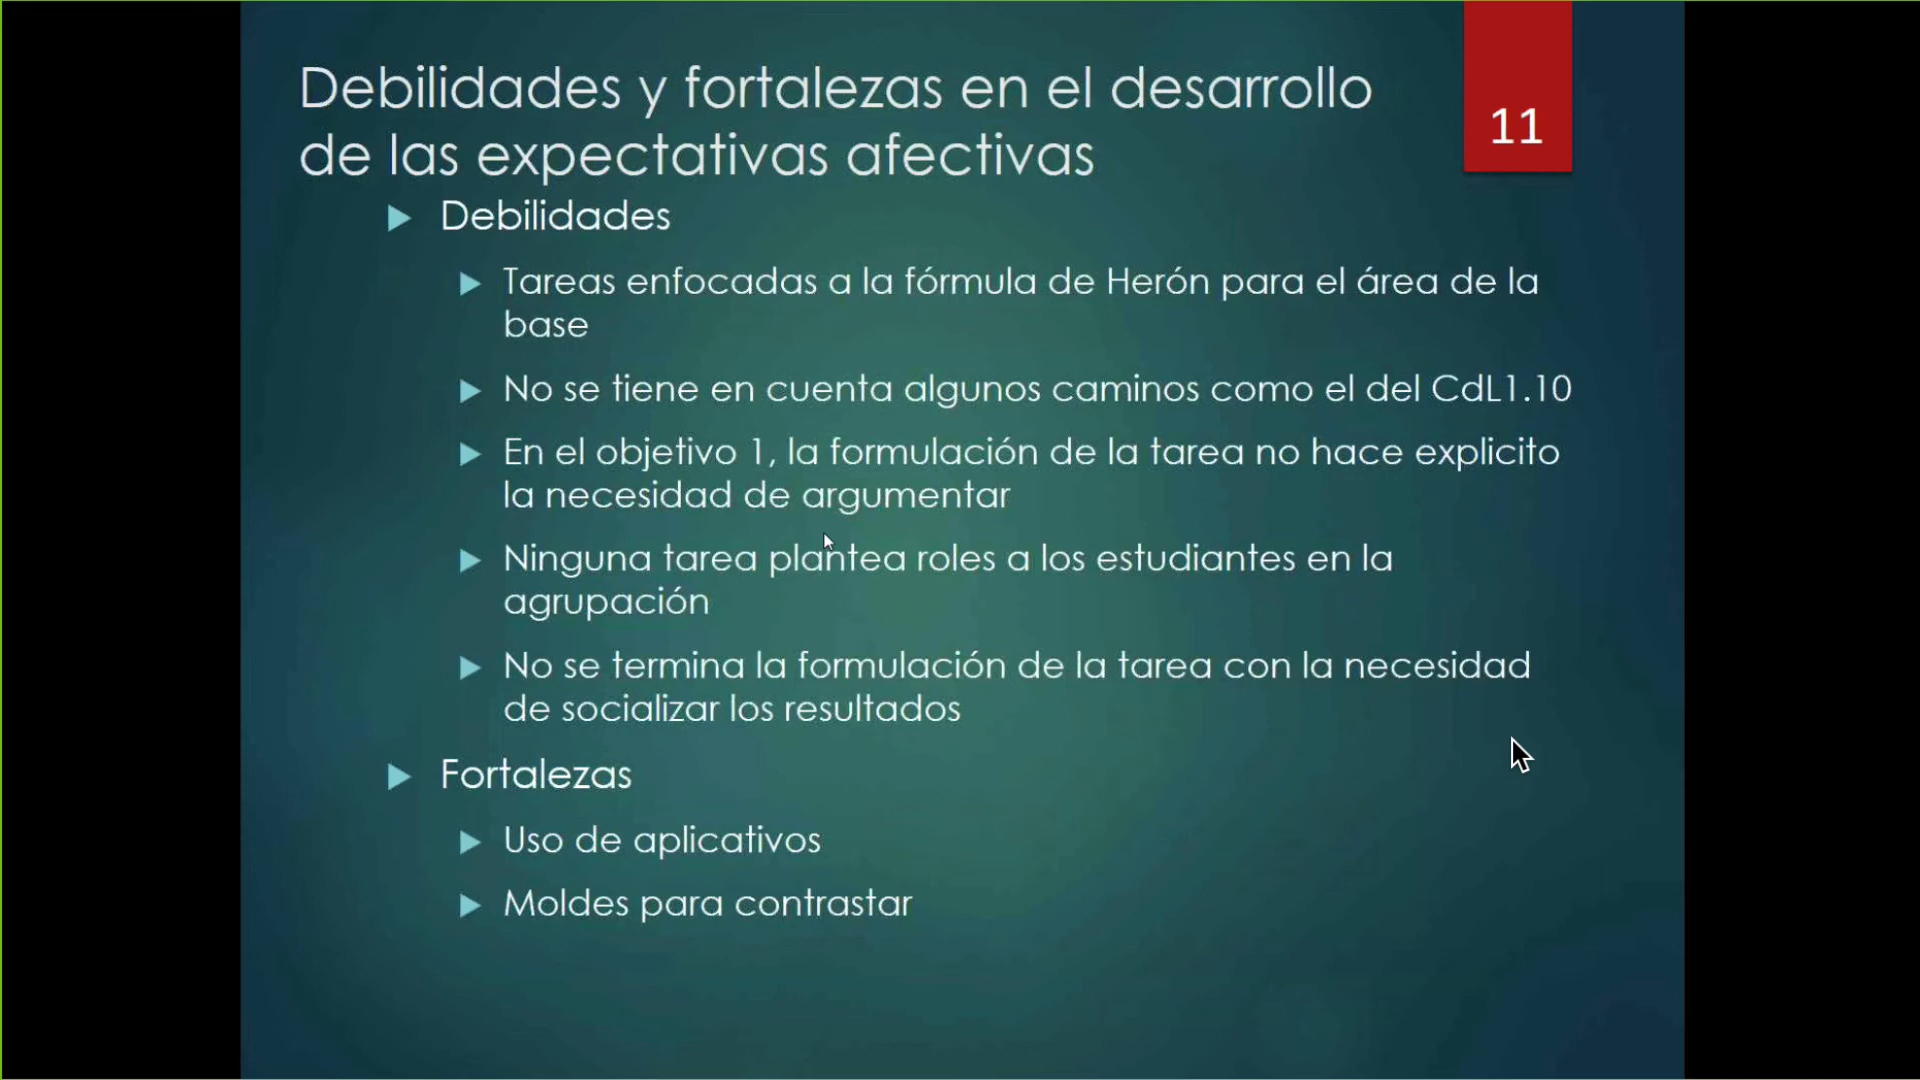 Debilidades y fortalezas en el desarrollo
de las expectativas afectivas
11
Debilidades
Tareas enfocadas a la fórmula de Herón para el área de la
base
No se tiene en cuenta algunos caminos como el del CdL1.10
En el objetivo 1, la formulación de la tarea no hace explicito
la necesidad de argumentar
Ninguna tarea plantea roles a los estudiantes en la
agrupación
No se termina la formulación de la tarea con la necesidad
de socializar los resultados
Fortalezas
Uso de aplicativos
Moldes para contrastar